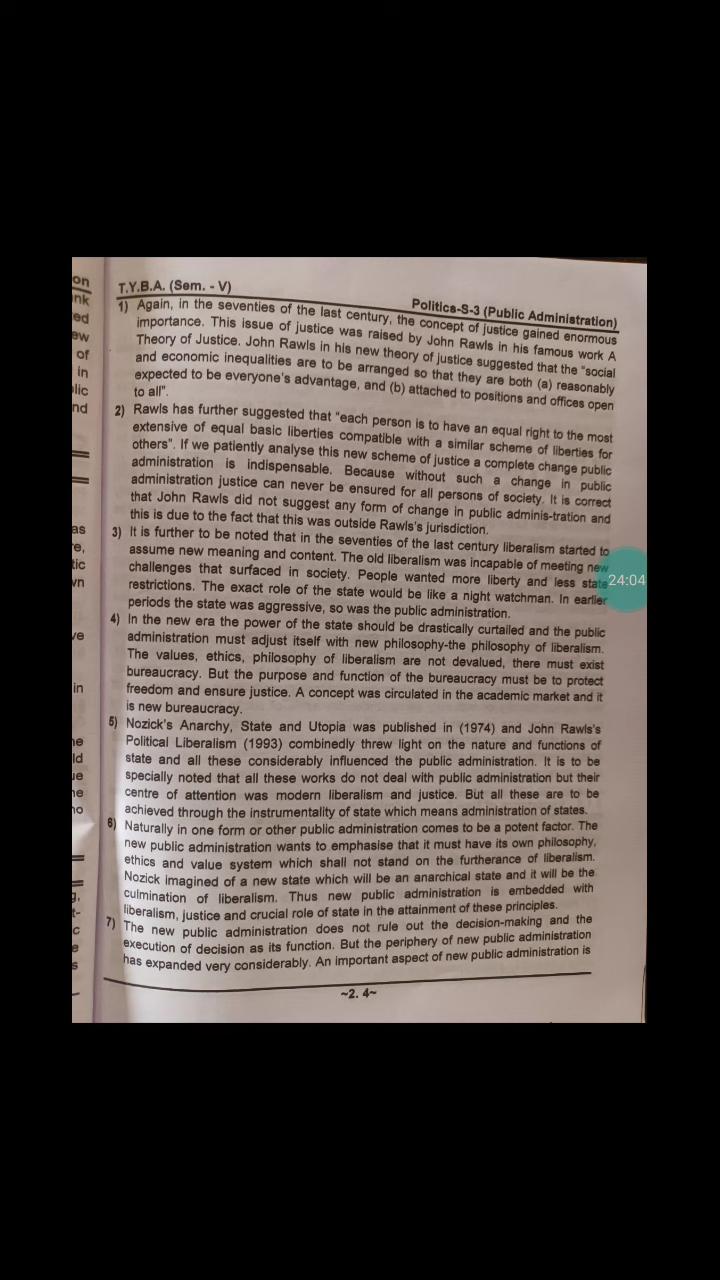 on
nk
ed
ew
of
in
lic
nd
as
re,
tic
wn
ve
in
he
ld
ue
he
no
g,
t-
c
e
s
T.Y.B.A. (Sem. - V)
Politics-S-3 (Public Administration)
1) Again, in the seventies of the last century, the concept of justice gained enormous
importance. This issue of justice was raised by John Rawls in his famous work A
Theory of Justice. John Rawls in his new theory of justice suggested that the "social
and economic inequalities are to be arranged so that they are both (a) reasonably
expected to be everyone's advantage, and (b) attached to positions and offices open
to all".
2) Rawls has further suggested that "each person is to have an equal right to the most
extensive of equal basic liberties compatible with a similar scheme of liberties for
others". If we patiently analyse this new scheme of justice a complete change public
administration is indispensable. Because without such a change in public
administration justice can never be ensured for all persons of society. It is correct
that John Rawls did not suggest any form of change in public adminis-tration and
this is due to the fact that this was outside Rawls's jurisdiction.
3) It is further to be noted that in the seventies of the last century liberalism started to
assume new meaning and content. The old liberalism was incapable of meeting new
challenges that surfaced in society. People wanted more liberty and less state
restrictions. The exact role of the state would be like a night watchman. In earlier
periods the state was aggressive, so was the public administration.
4) In the new era the power of the state should be drastically curtailed and the public
administration must adjust itself with new philosophy-the philosophy of liberalism.
The values, ethics, philosophy of liberalism are not devalued, there must exist
bureaucracy. But the purpose and function of the bureaucracy must be to protect
freedom and ensure justice. A concept was circulated in the academic market and it
is new bureaucracy.
5) Nozick's Anarchy, State and Utopia was published in (1974) and John Rawls's
Political Liberalism (1993) combinedly threw light on the nature and functions of
state and all these considerably influenced the public administration. It is to be
specially noted that all these works do not deal with public administration but their
centre of attention was modern liberalism and justice. But all these are to be
achieved through the instrumentality of state which means administration of states.
6) Naturally in one form or other public administration comes to be a potent factor. The
new public administration wants to emphasise that it must have its own philosophy,
ethics and value system which shall not stand on the furtherance of liberalism.
Nozick imagined of a new state which will be an anarchical state and it will be the
culmination of liberalism. Thus new public administration is embedded with
liberalism, justice and crucial role of state in the attainment of these principles.
7) The new public administration does not rule out the decision-making and the
execution of decision as its function. But the periphery of new public administration
has expanded very considerably. An important aspect of new public administration is
~2. 4~
24:04